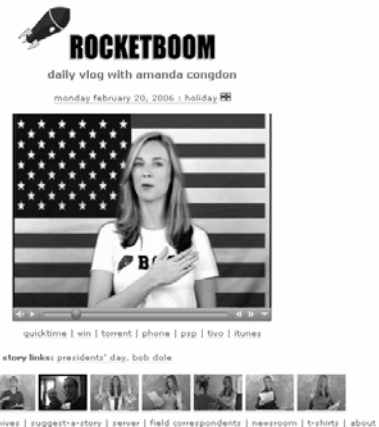 ROCKETBOOM
daily vlog with amanda congdon
monday february 20, 2006 : holiday
quicktime | win | torrent | phone | psp | tivo | itunes
story links: presidents' day, bob dole
ives | suggest-a-story | server | field correspondents | newsroom | t-shirts | about